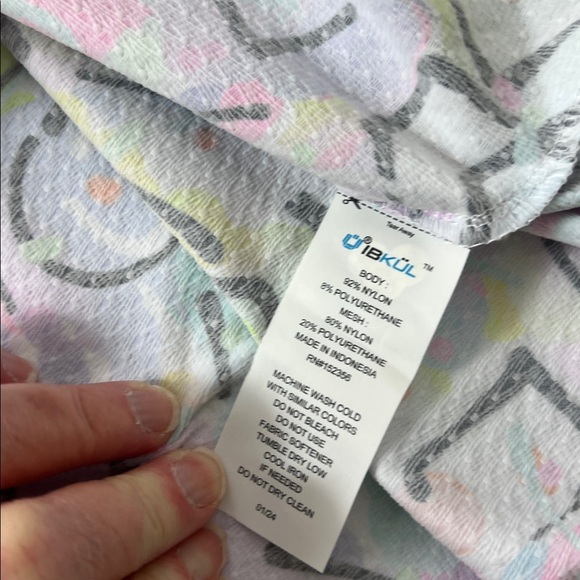 Tear Away
IBKÜL™
BODY :
92% NYLON
8% POLYURETHANE
MESH :
80% NYLON
20% POLYURETHANE
MADE IN INDONESIA
RN#152356
MACHINE WASH COLD
WITH SIMILAR COLORS
DO NOT BLEACH
DO NOT USE
FABRIC SOFTENER
TUMBLE DRY LOW
COOL IRON
IF NEEDED
DO NOT DRY CLEAN
01/24